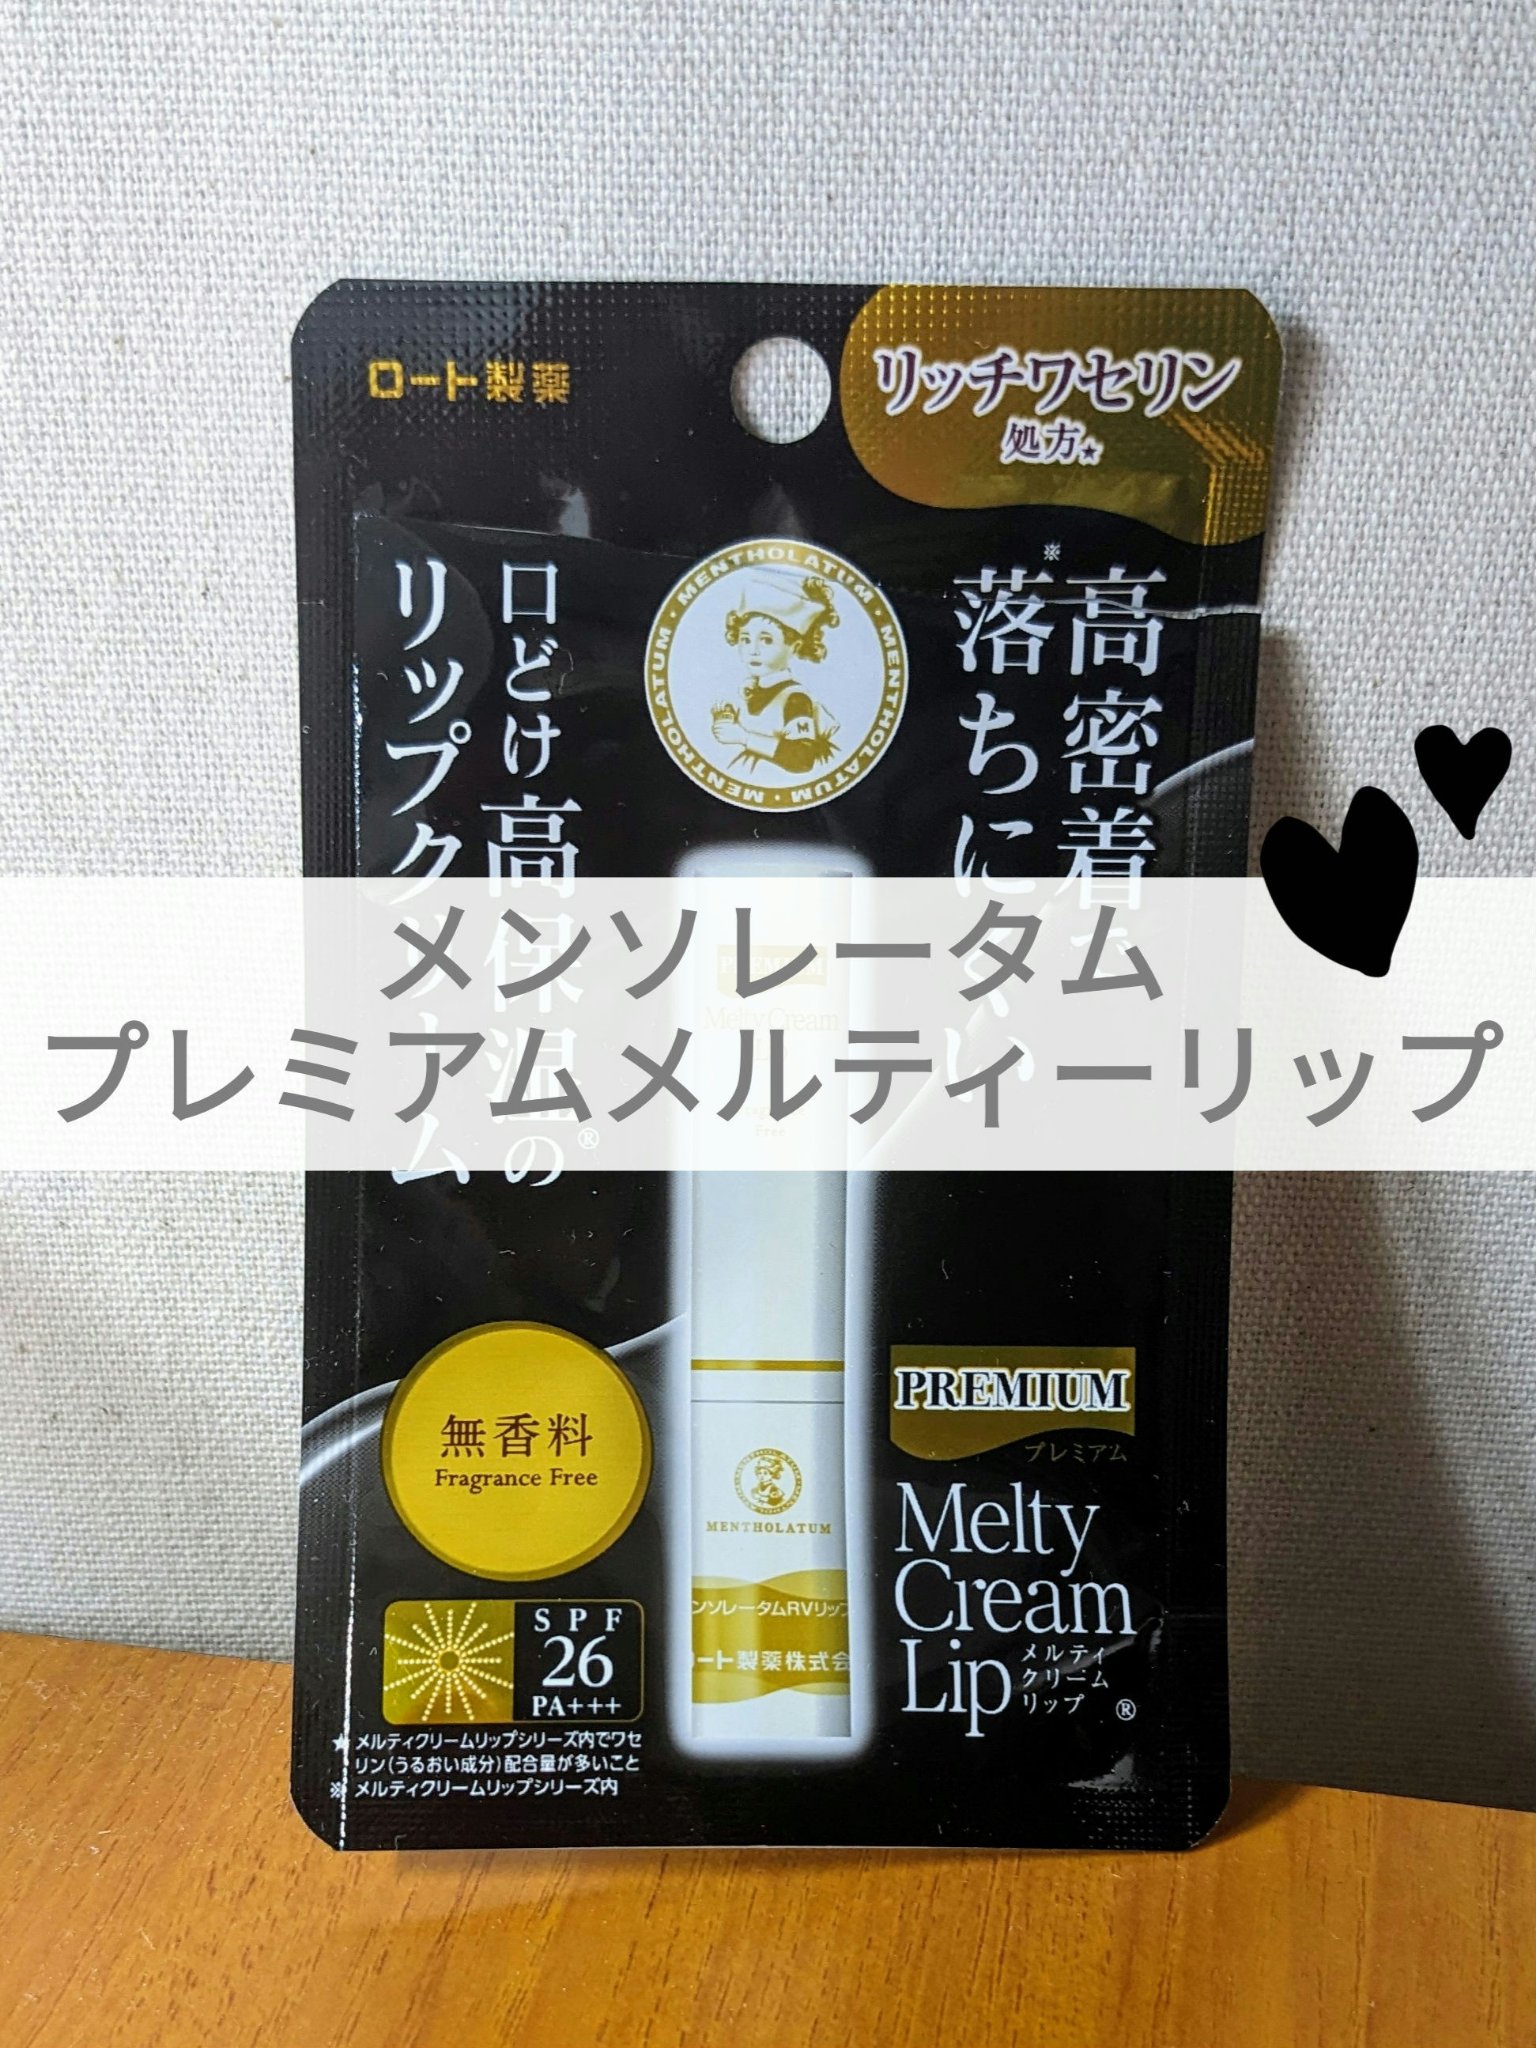 ロート製薬
リッチワセリン
処方★
MENTHOLATUM・MENTHOLATUM・MENTHOLATUM・MENTHOLATUM・
M
高密着で
※落ちにくい
口どけ高保湿の
リップクリーム®
メンソレータム
プレミアムメルティーリップ
PREMIUM
Melty Cream
Fragrance
Free
無香料
Fragrance Free
SPF
26
PA+++
MENTHOLATUM
ンソレータムRVリップ
ート製薬株式会
PREMIUM
プレミアム
Melty
Cream
Lip
メルティ
クリーム
リップ
®
★メルティクリームリップシリーズ内でワセ
リン(うるおい成分)配合量が多いこと
※メルティクリームリップシリーズ内